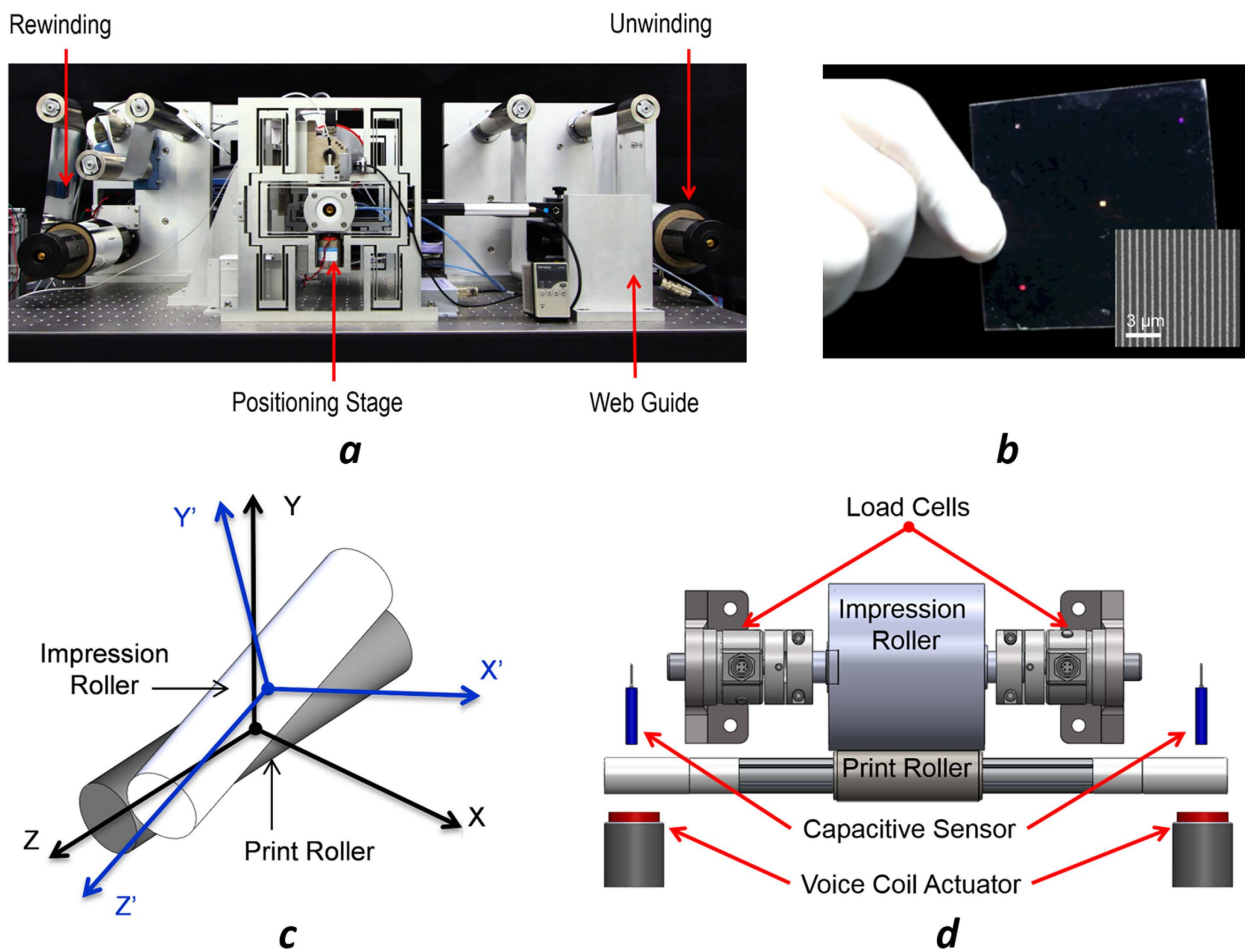 Rewinding
Unwinding
Positioning Stage
Web Guide
a
3 μm
b
Y’
Y
Impression
Roller
X’
X
Z
Print Roller
Z’
c
Load Cells
Impression
Roller
Print Roller
Capacitive Sensor
Voice Coil Actuator
d